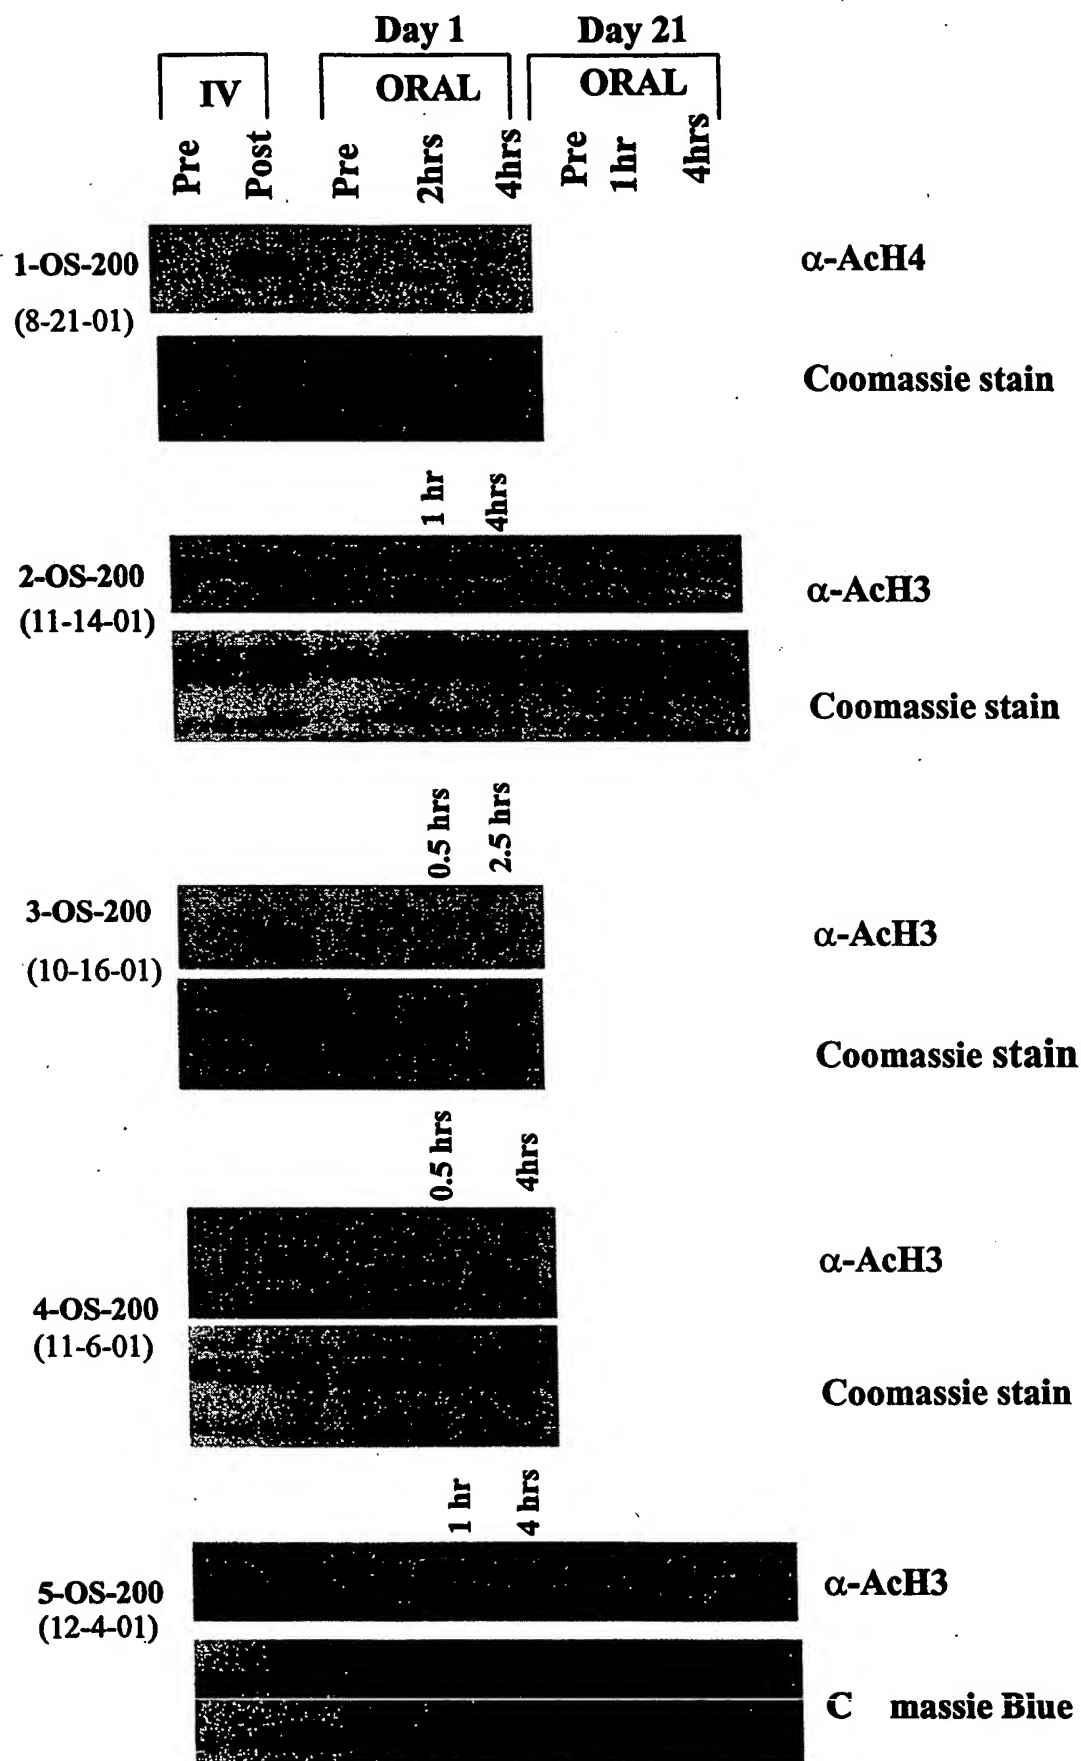 Day 1 Day 21
IV ORAL ORAL
Pre Post Pre 2hrs 4hrs Pre 1hr 4hrs
1-OS-200 α-AcH4
(8-21-01)
Coomassie stain
1 hr 4hrs
2-OS-200 α-AcH3
(11-14-01)
Coomassie stain
0.5 hrs 2.5 hrs
3-OS-200 α-AcH3
(10-16-01)
Coomassie stain
0.5 hrs 4hrs
α-AcH3
4-OS-200
(11-6-01)
Coomassie stain
1 hr 4 hrs
5-OS-200 α-AcH3
(12-4-01)
C massie Blue